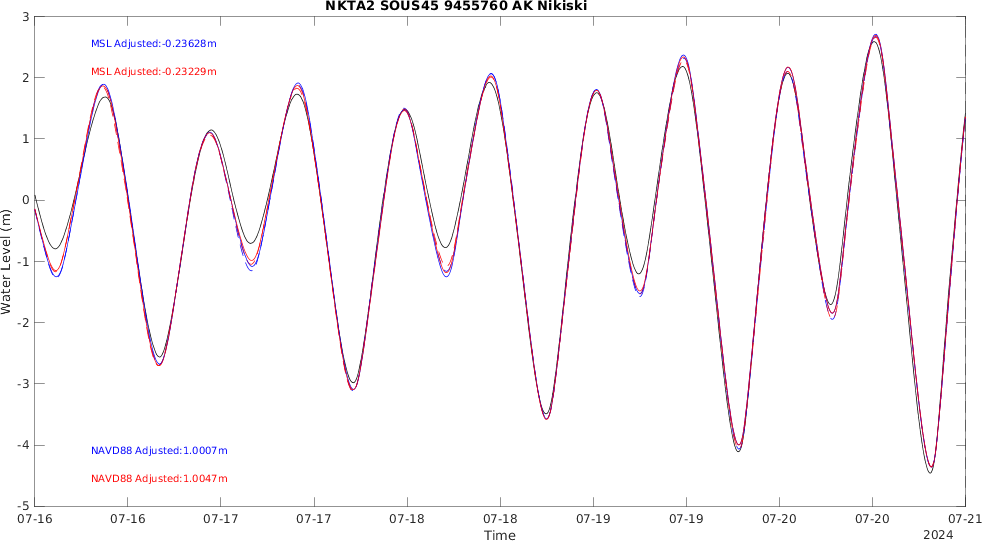 NKTA2 SOUS45 9455760 AK Nikiski
MSL Adjusted:-0.23628m
MSL Adjusted:-0.23229m
NAVD88 Adjusted:1.0007m
NAVD88 Adjusted:1.0047m
Water Level (m)
3
2
1
0
-1
-2
-3
-4
-5
07-16 07-16 07-17 07-17 07-18 07-18 07-19 07-19 07-20 07-20 07-21
Time
2024